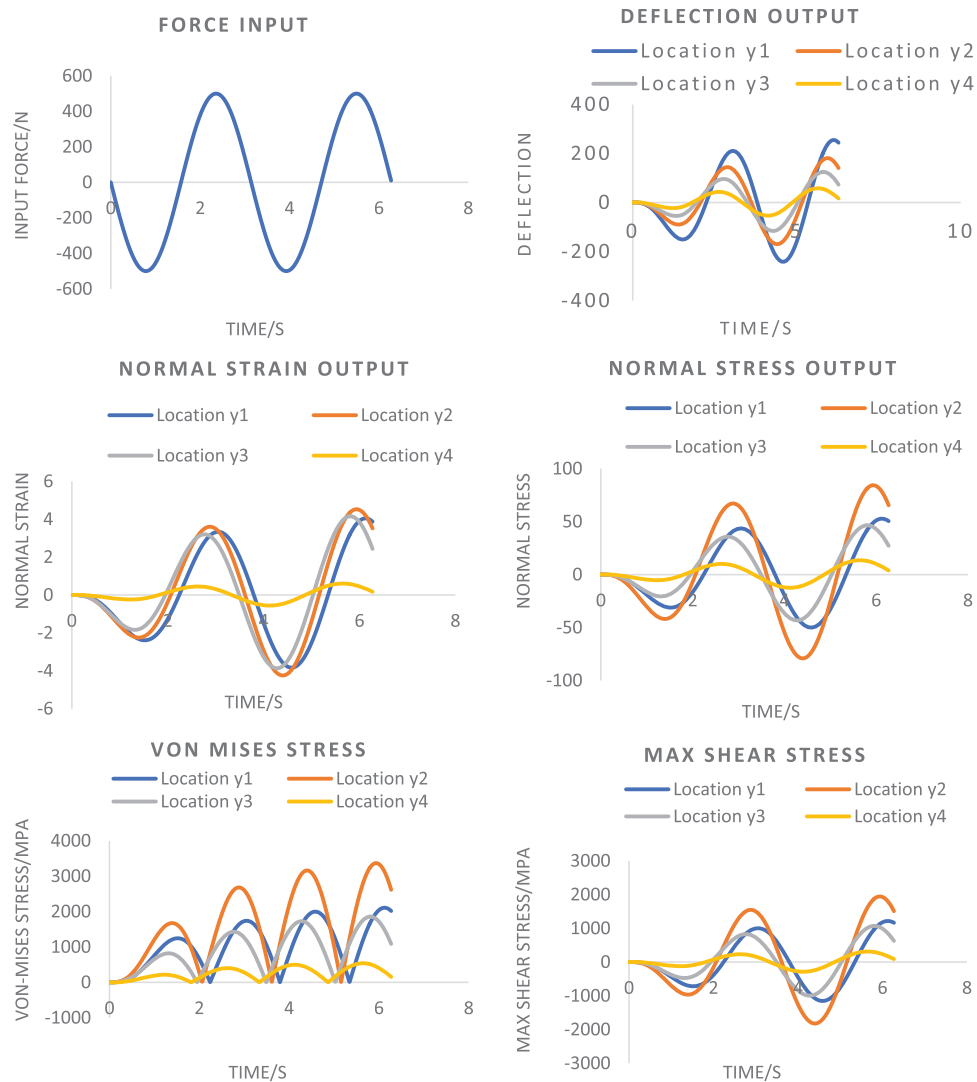 FORCE INPUT
INPUT FORCE/N
600
400
200
0
-200
-400
-600
0 2 4 6 8
TIME/S
DEFLECTION OUTPUT
Location y1 Location y2
Location y3 Location y4
DEFLECTION
400
200
0
-200
-400
0 5 10
TIME/S
NORMAL STRAIN OUTPUT
Location y1 Location y2
Location y3 Location y4
NORMAL STRAIN
6
4
2
0
-2
-4
-6
0 2 4 6 8
TIME/S
NORMAL STRESS OUTPUT
Location y1 Location y2
Location y3 Location y4
NORMAL STRESS
100
50
0
-50
-100
0 2 4 6 8
TIME/S
VON MISES STRESS
Location y1 Location y2
Location y3 Location y4
VON-MISES STRESS/MPA
4000
3000
2000
1000
0
-1000
0 2 4 6 8
TIME/S
MAX SHEAR STRESS
Location y1 Location y2
Location y3 Location y4
MAX SHEAR STRESS/MPA
3000
2000
1000
0
-1000
-2000
-3000
0 2 4 6 8
TIME/S